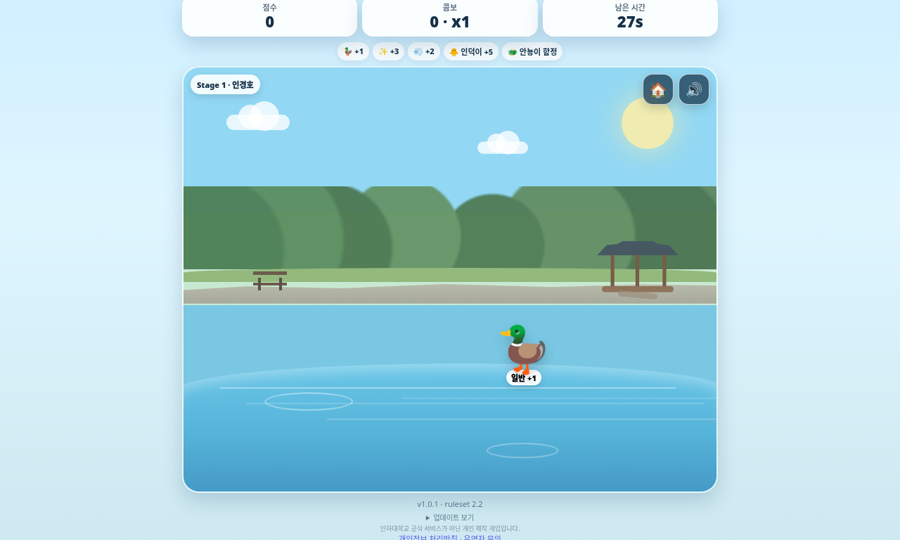 점수
0
콤보
0 · x1
남은 시간
27s
+1
+3
+2
인덕이 +5
안능이 함정
Stage 1 · 인경호
일반 +1
v1.0.1 · ruleset 2.2
▶ 업데이트 보기
인하대학교 공식 서비스가 아닌 개인 제작 게임입니다.
개인정보 처리방침 · 운영자 문의